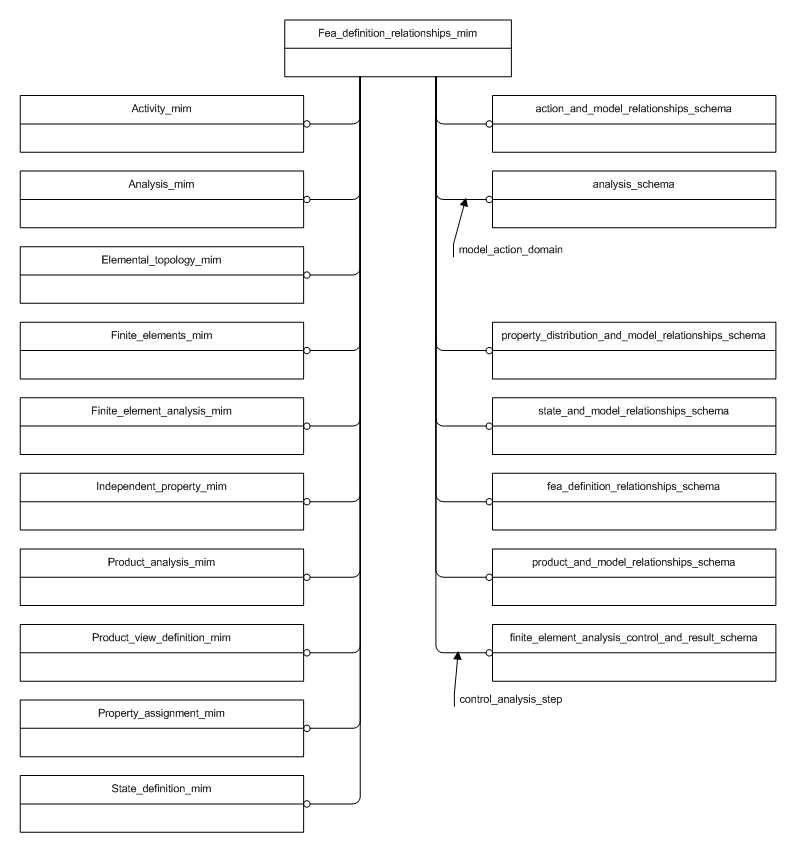 Fea_definition_relationships_mim
Activity_mim
action_and_model_relationships_schema
Analysis_mim
analysis_schema
model_action_domain
Elemental_topology_mim
Finite_elements_mim
property_distribution_and_model_relationships_schema
Finite_element_analysis_mim
state_and_model_relationships_schema
Independent_property_mim
fea_definition_relationships_schema
Product_analysis_mim
product_and_model_relationships_schema
Product_view_definition_mim
finite_element_analysis_control_and_result_schema
control_analysis_step
Property_assignment_mim
State_definition_mim